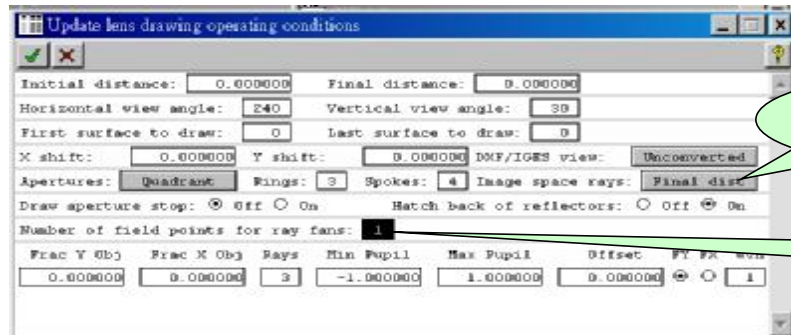 Update lens drawing operating conditions
Initial distance: 0.000000 Final distance: 0.000000
Horizontal view angle: 240 Vertical view angle: 30
First surface to draw: 0 Last surface to draw: 0
X shift: 0.000000 Y shift: 0.000000 DXF/IGES view: Unconverted
Apertures: Quadrant Rings: 3 Spokes: 4 Image space rays: Final dist
Draw aperture stop: Off On Hatch back of reflectors: Off On
Number of field points for ray fans: 1
Frac Y Obj Frac X Obj Rays Min Pupil Max Pupil Offset FY FX Wvn
0.000000 0.000000 3 -1.000000 1.000000 0.000000 1